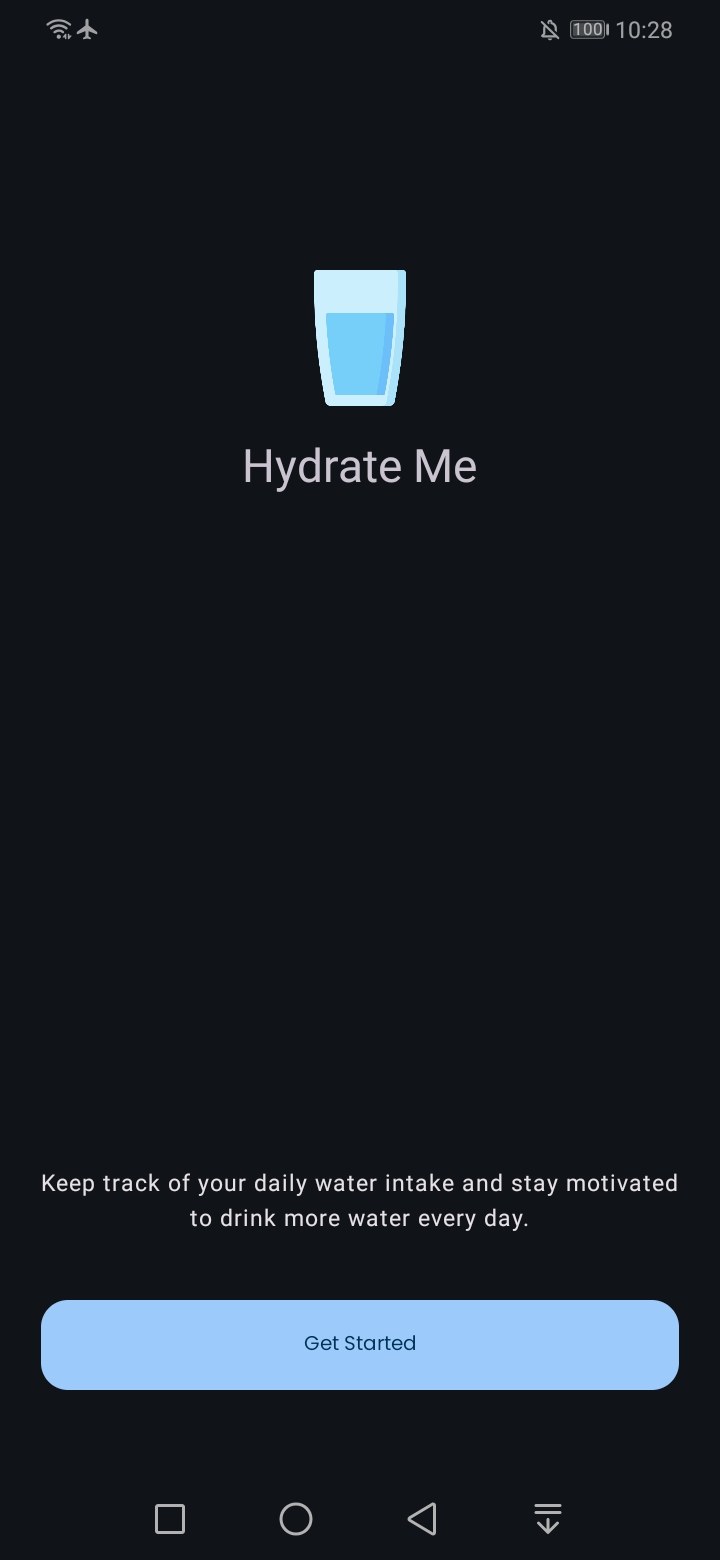 100 10:28
Hydrate Me
Keep track of your daily water intake and stay motivated
to drink more water every day.
Get Started